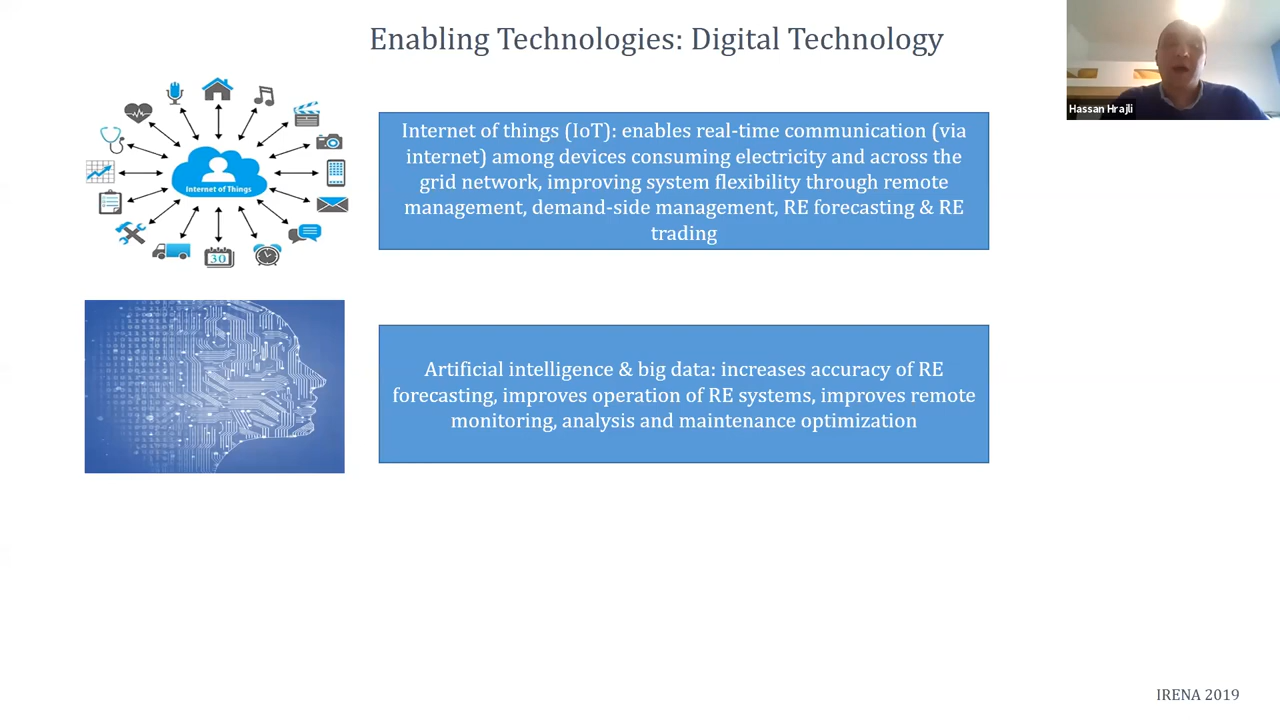 Enabling Technologies: Digital Technology
Hassan Hrajli
Internet of Things
30
Internet of things (IoT): enables real-time communication (via
internet) among devices consuming electricity and across the
grid network, improving system flexibility through remote
management, demand-side management, RE forecasting & RE
trading
Artificial intelligence & big data: increases accuracy of RE
forecasting, improves operation of RE systems, improves remote
monitoring, analysis and maintenance optimization
IRENA 2019